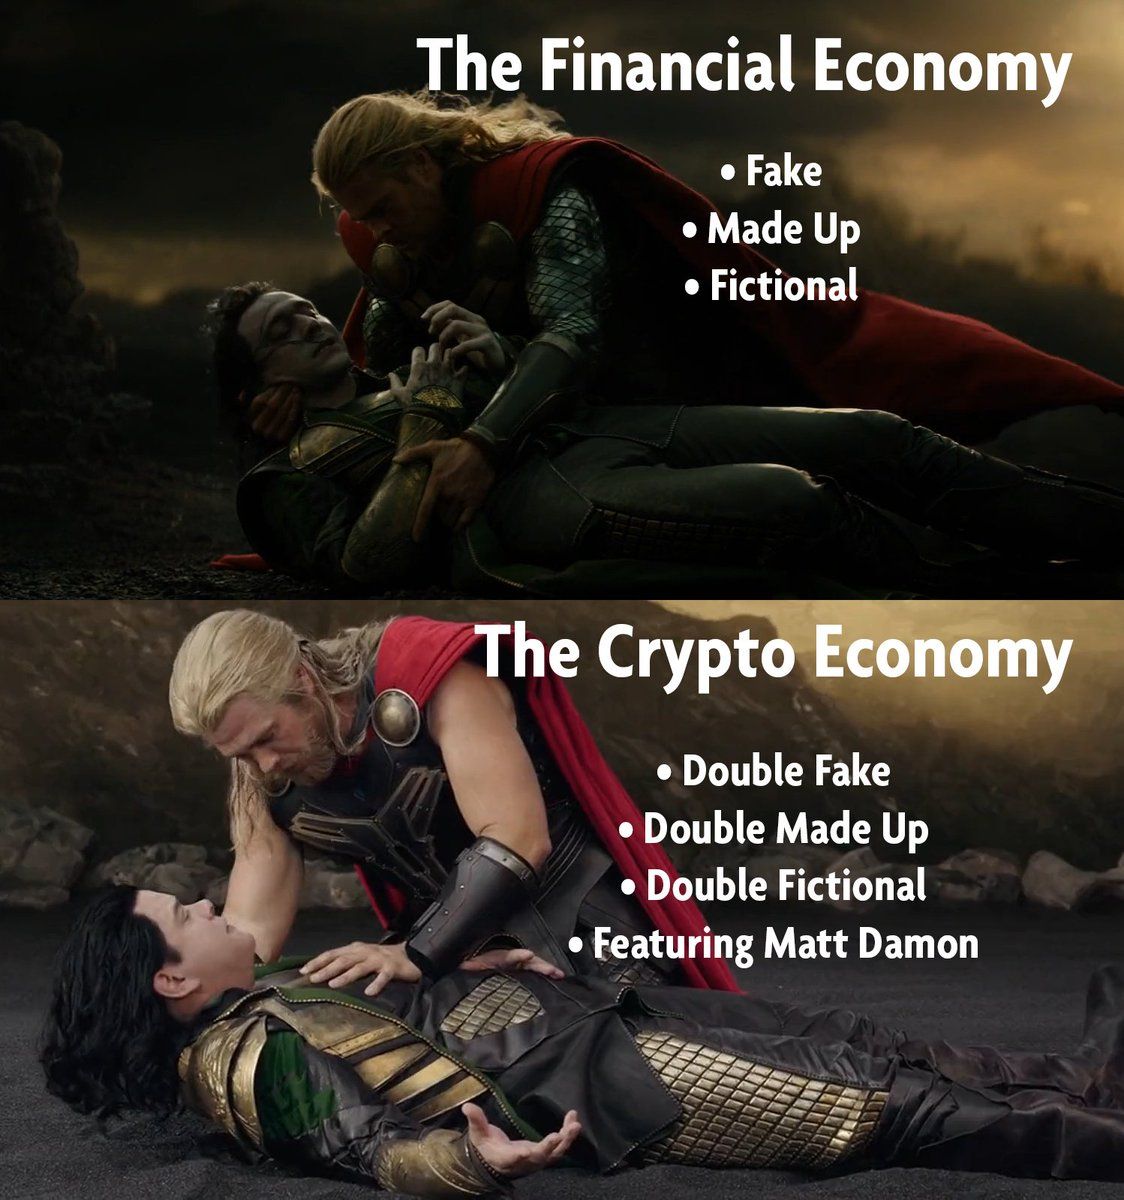 The Financial Economy
• Fake
• Made Up
• Fictional
The Crypto Economy
• Double Fake
• Double Made Up
• Double Fictional
• Featuring Matt Damon